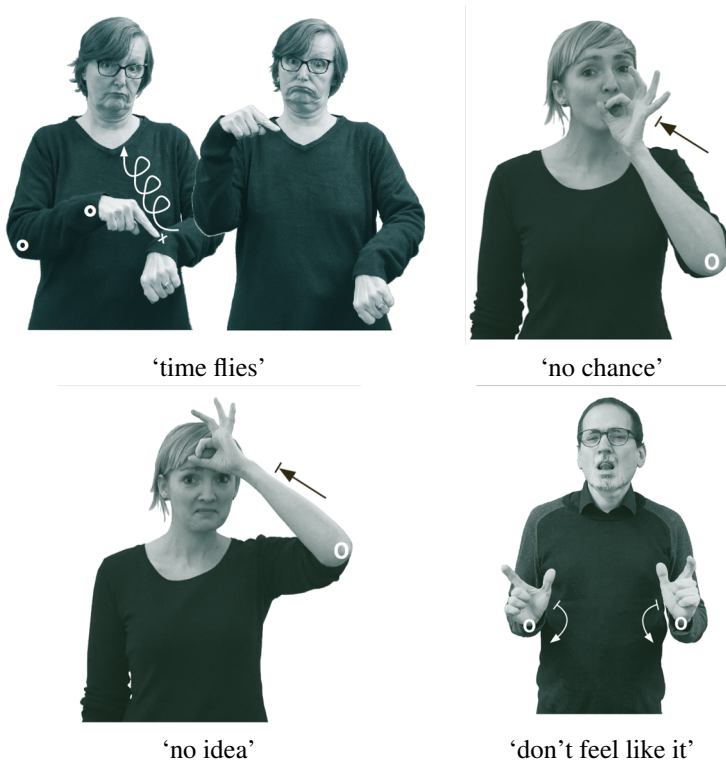 ‘time flies’
‘no chance’
‘no idea’
‘don’t feel like it’